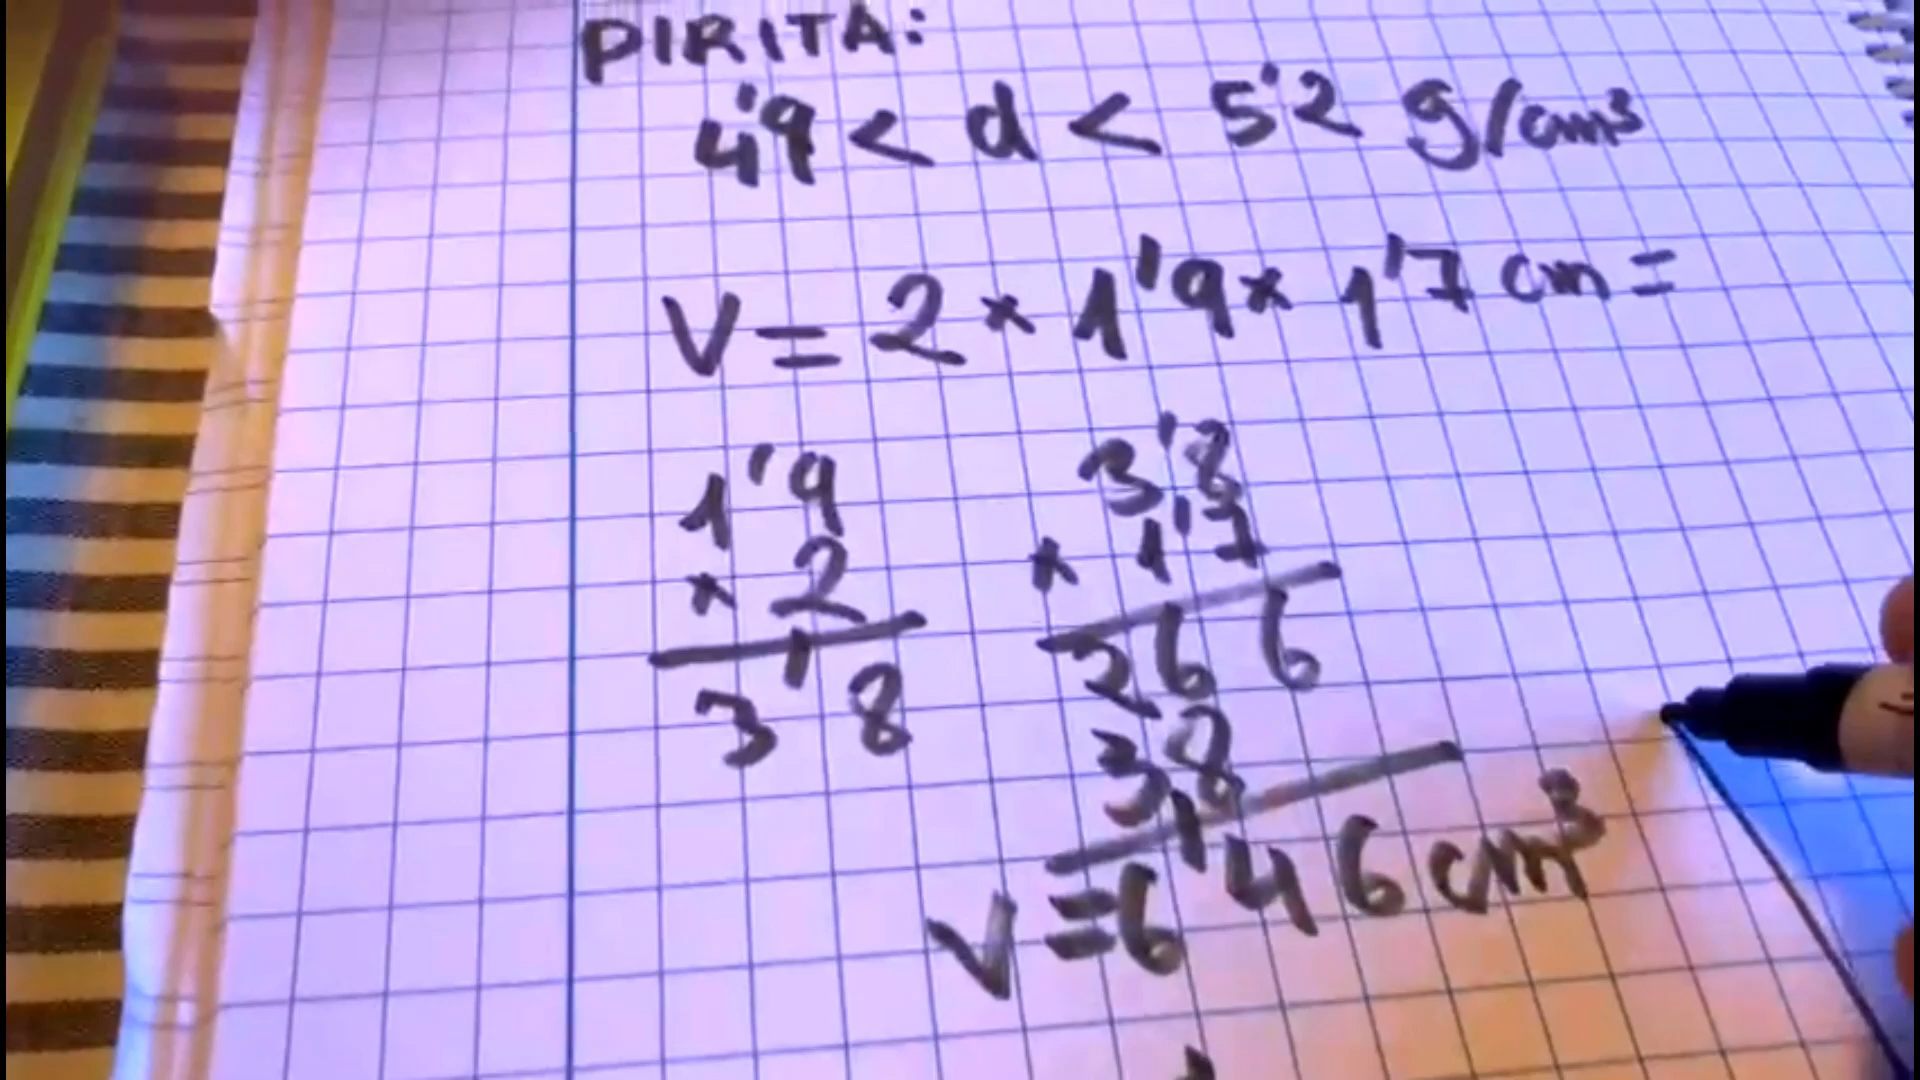 PIRITA:
4'9 < d < 5'2 g/cm³
V = 2 × 1'9 × 1'7 cm =
1'9
× 2
3'8
3'8
× 1'7
266
38
V = 6'46 cm³